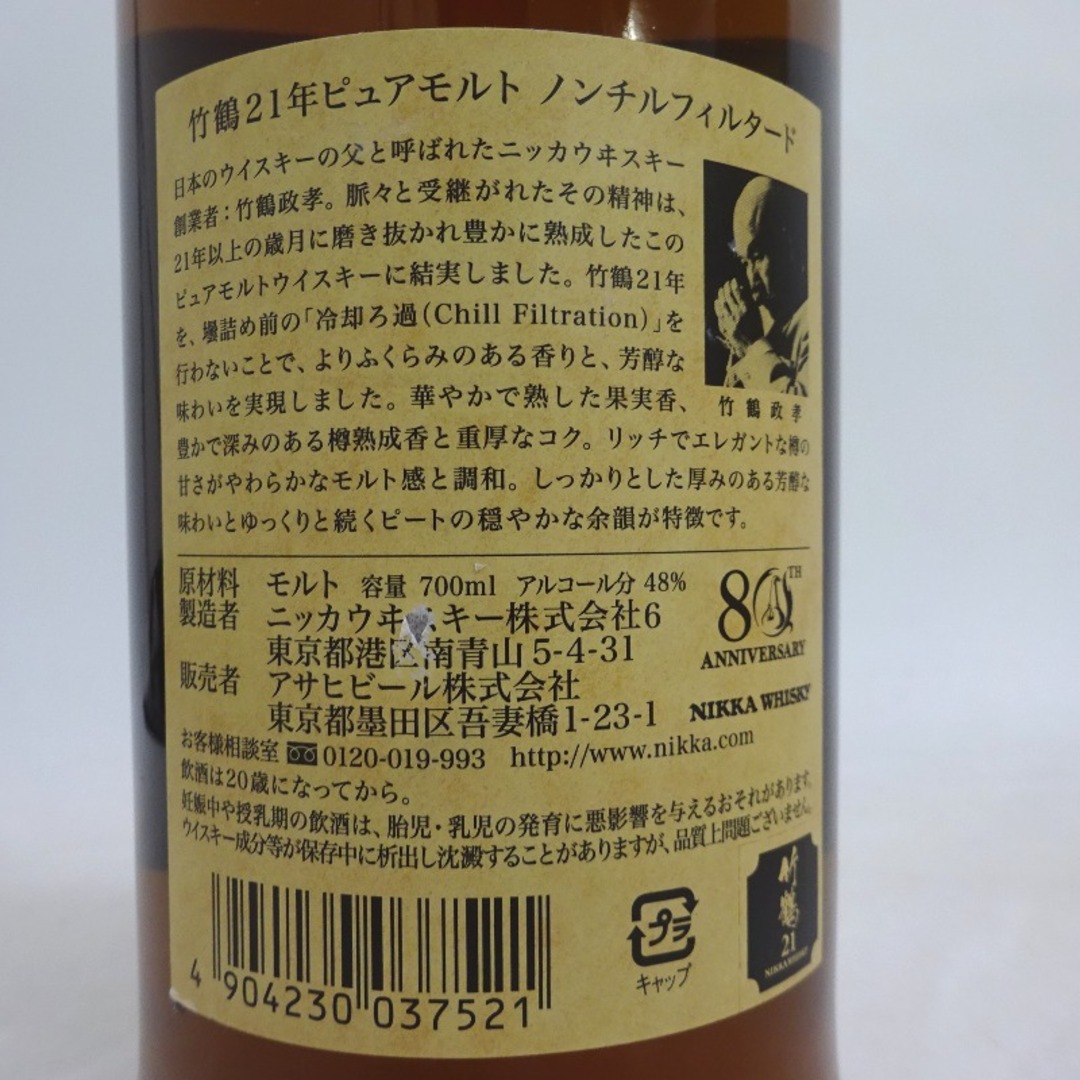 竹鶴21年ピュアモルト ノンチルフィルタード
日本のウイスキーの父と呼ばれたニッカウヰスキー
創業者：竹鶴政孝。脈々と受継がれたその精神は、
21年以上の歳月に磨き抜かれ豊かに熟成したこの
ピュアモルトウイスキーに結実しました。竹鶴21年
を、壜詰め前の「冷却ろ過(Chill Filtration)」を
行わないことで、よりふくらみのある香りと、芳醇な
味わいを実現しました。華やかで熟した果実香、
豊かで深みのある樽熟成香と重厚なコク。リッチでエレガントな樽の
甘さがやわらかなモルト感と調和。しっかりとした厚みのある芳醇な
味わいとゆっくりと続くピートの穏やかな余韻が特徴です。
竹鶴政孝
原材料 モルト 容量 700ml アルコール分 48%
製造者 ニッカウヰスキー株式会社6
東京都港区南青山5-4-31
販売者 アサヒビール株式会社
東京都墨田区吾妻橋1-23-1
80TH
ANNIVERSARY
NIKKA WHISKY
お客様相談室 0120-019-993 http://www.nikka.com
飲酒は20歳になってから。
妊娠中や授乳期の飲酒は、胎児・乳児の発育に悪影響を与えるおそれがあります。
ウイスキー成分等が保存中に析出し沈澱することがありますが、品質上問題ございません。
4 904230 037521
プラ
キャップ
竹鶴
21
NIKKA WHISKY